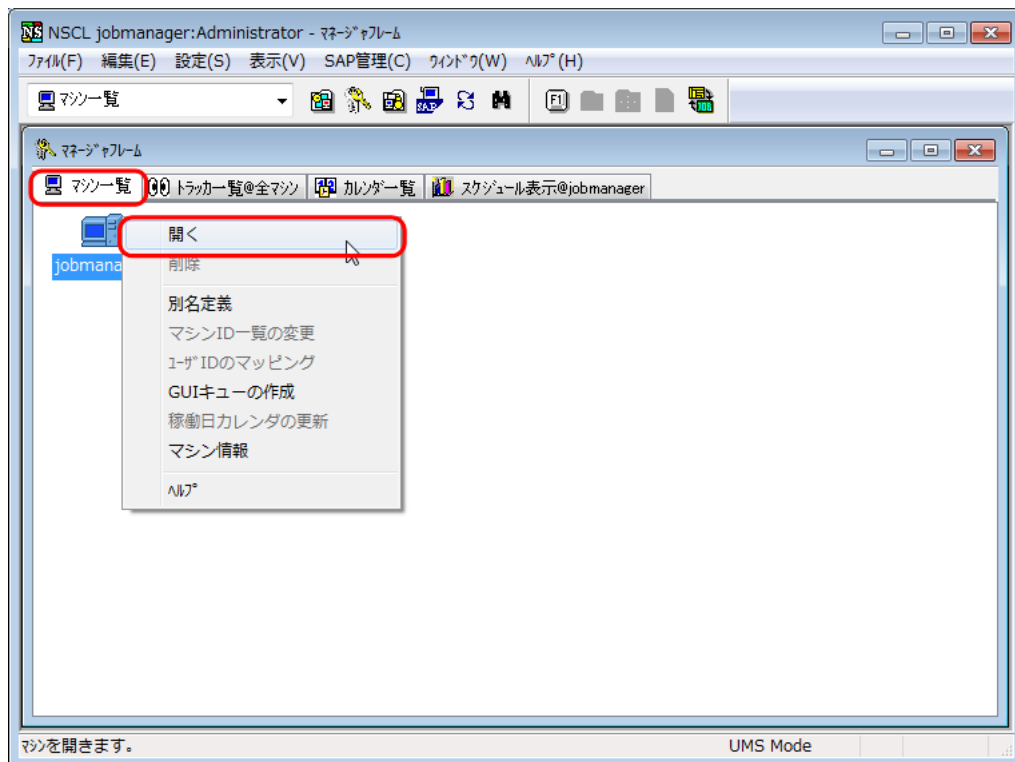 NSCL jobmanager:Administrator - ﾏﾈｰｼﾞｬﾌﾚｰﾑ
ﾌｧｲﾙ(F) 編集(E) 設定(S) 表示(V) SAP管理(C) ｳｨﾝﾄﾞｳ(W) ﾍﾙﾌﾟ(H)
ﾏｼﾝ一覧
ﾏﾈｰｼﾞｬﾌﾚｰﾑ
マシン一覧 トラッカー一覧@全マシン カレンダー一覧 スケジュール表示@jobmanager
開く
jobmana
削除
別名定義
マシンID一覧の変更
ﾕｰｻﾞIDのマッピング
GUIキューの作成
稼働日カレンダの更新
マシン情報
ﾍﾙﾌﾟ
ﾏｼﾝを開きます。 UMS Mode